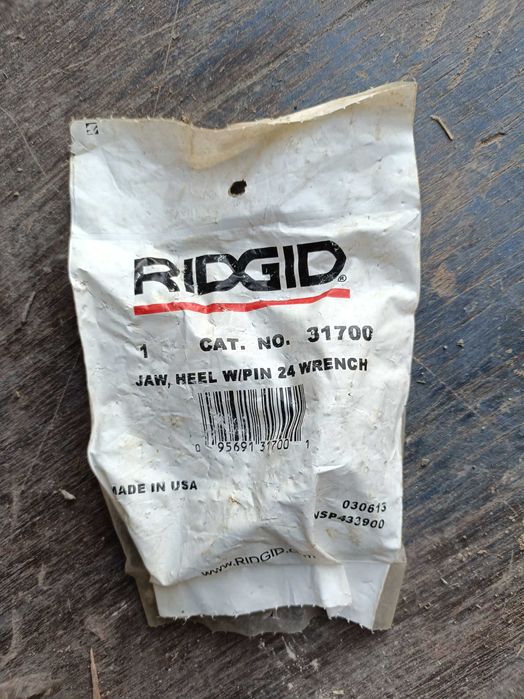 RIDGID®
1 CAT. NO. 31700
JAW, HEEL W/PIN 24 WRENCH
0 95691 31700 1
MADE IN USA
030615
NSP433900
www.RIDGID.com